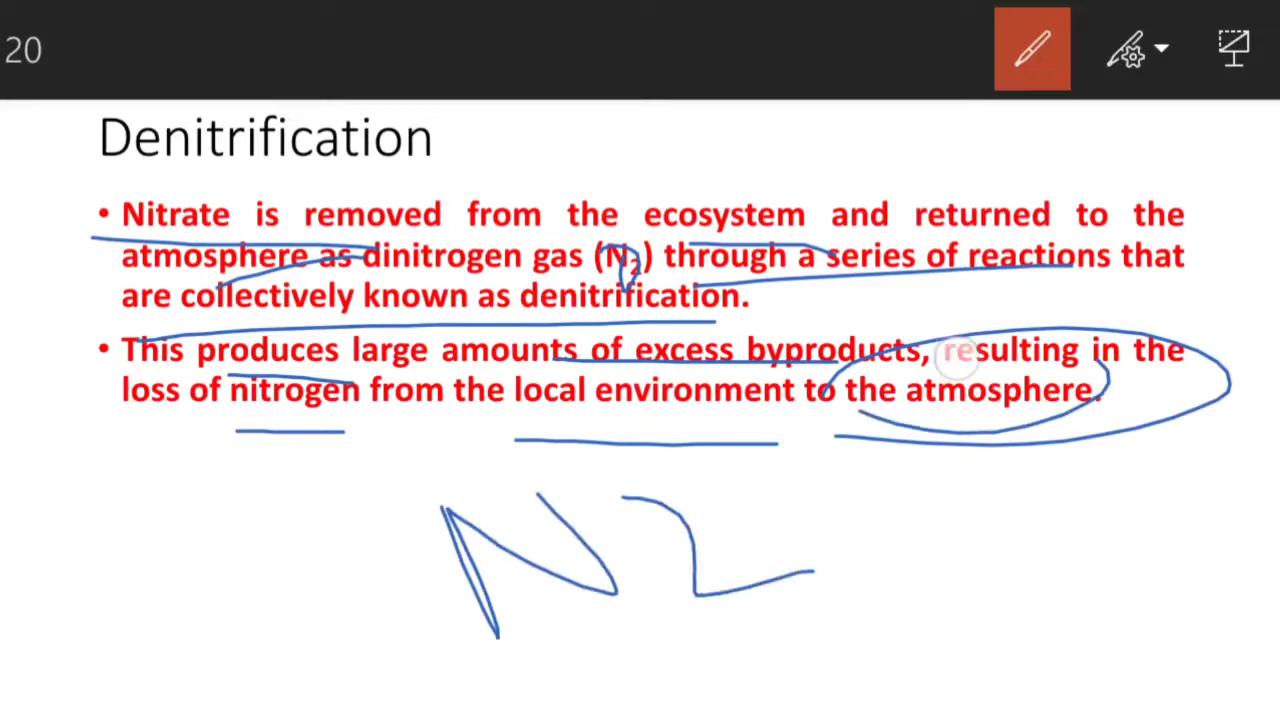 20
Denitrification
• Nitrate is removed from the ecosystem and returned to the
atmosphere as dinitrogen gas (N₂) through a series of reactions that
are collectively known as denitrification.
• This produces large amounts of excess byproducts, resulting in the
loss of nitrogen from the local environment to the atmosphere.
N2